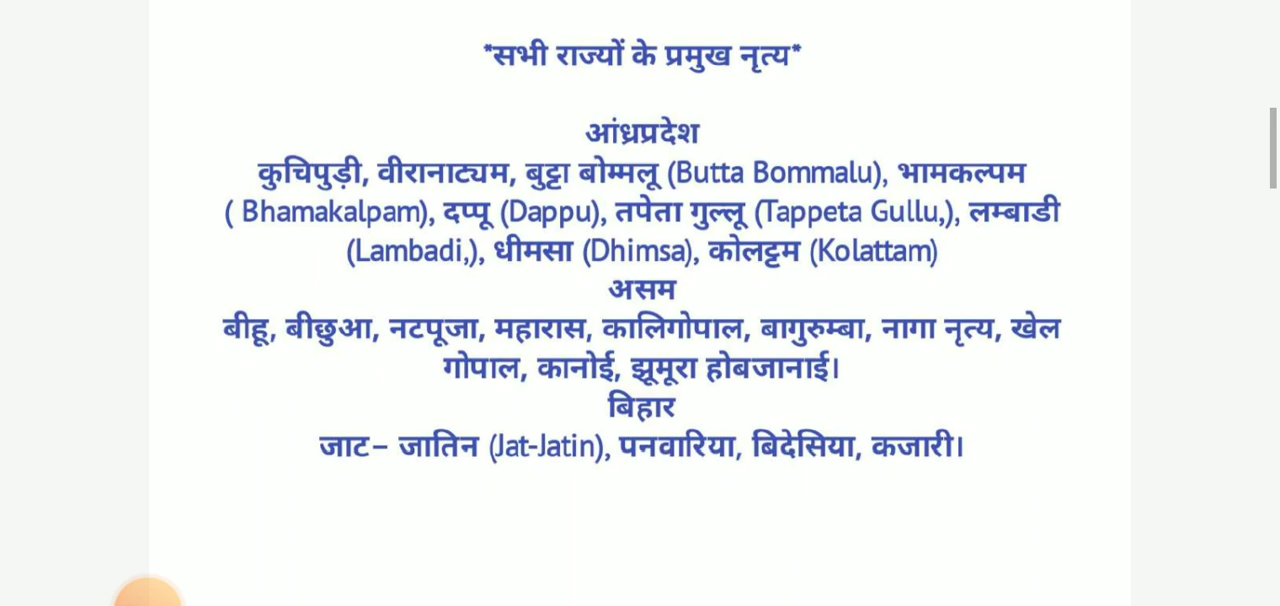 *सभी राज्यों के प्रमुख नृत्य*
आंध्रप्रदेश
कुचिपुड़ी, वीरानाट्यम, बुट्टा बोम्मलू (Butta Bommalu), भामकल्पम
( Bhamakalpam), दप्पू (Dappu), तपेता गुल्लू (Tappeta Gullu,), लम्बाडी
(Lambadi,), धीमसा (Dhimsa), कोलट्टम (Kolattam)
असम
बीहू, बीछुआ, नटपूजा, महारास, कालिगोपाल, बागुरुम्बा, नागा नृत्य, खेल
गोपाल, कानोई, झूमूरा होबजानाई।
बिहार
जाट– जातिन (Jat-Jatin), पनवारिया, बिदेसिया, कजारी।